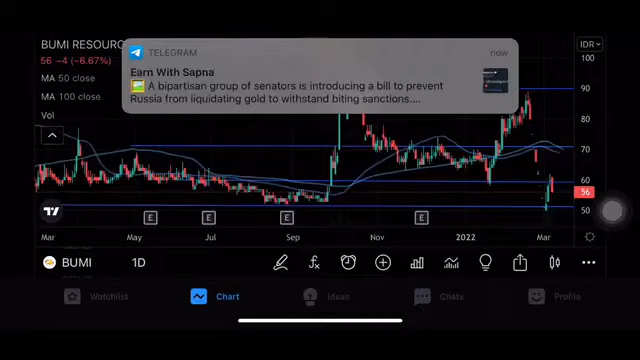 BUMI RESOURC
IDR
56 −4 (−6.67%)
MA 50 close
MA 100 close
Vol
TELEGRAM
now
Earn With Sapna
A bipartisan group of senators is introducing a bill to prevent
Russia from liquidating gold to withstand biting sanctions....
100
90
80
70
60
56
50
E E E E
Mar May Jul Sep Nov 2022 Mar
BUMI 1D
Watchlist Chart Ideas Chats Profile